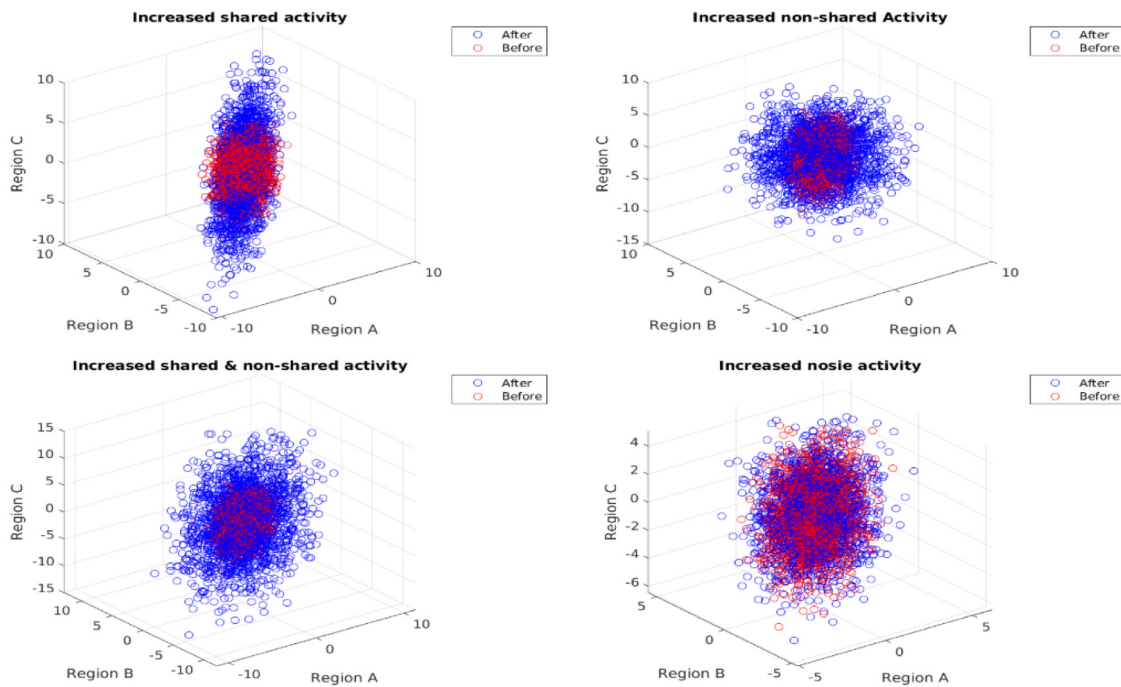 Increased shared activity
After
Before
10
5
0
-5
-10
Region C
10
5
0
-5
-10
Region B
-10
0
10
Region A
Increased non-shared Activity
After
Before
10
5
0
-5
-10
-15
Region C
10
5
0
-5
-10
Region B
-10
0
10
Region A
Increased shared & non-shared activity
After
Before
15
10
5
0
-5
-10
-15
Region C
10
5
0
-5
-10
Region B
-10
0
10
Region A
Increased nosie activity
After
Before
4
2
0
-2
-4
-6
Region C
5
0
-5
Region B
-5
0
5
Region A